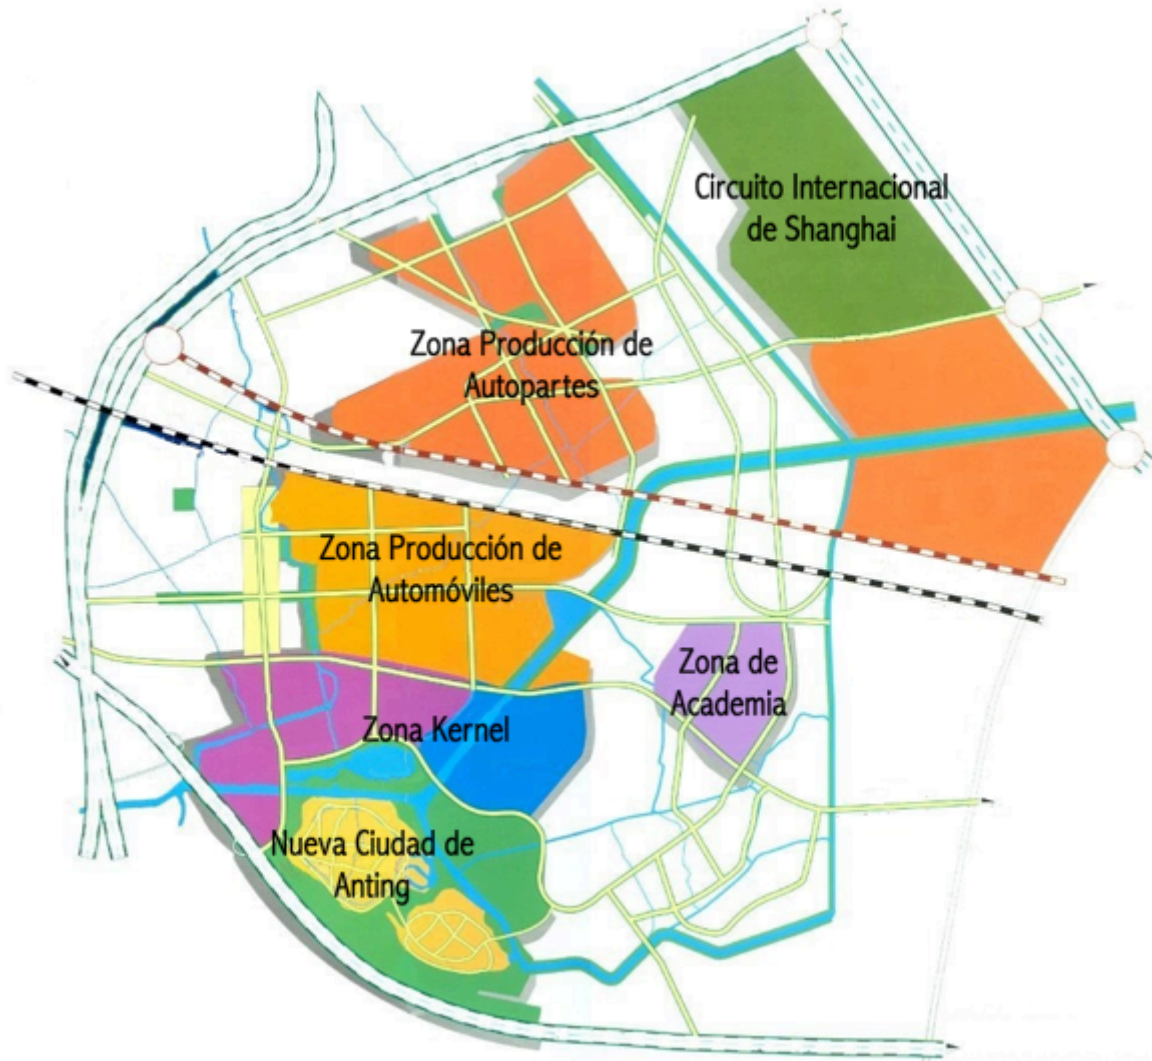 Circuito Internacional
de Shanghai
Zona Producción de
Autopartes
Zona Producción de
Automóviles
Zona de
Academia
Zona Kernel
Nueva Ciudad de
Anting